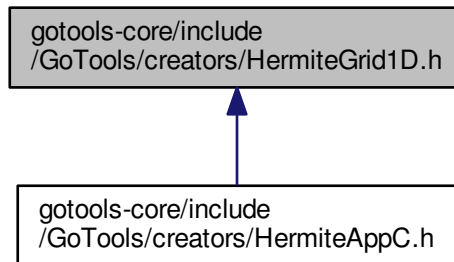 gotools-core/include
/GoTools/creators/HermiteGrid1D.h
gotools-core/include
/GoTools/creators/HermiteAppC.h